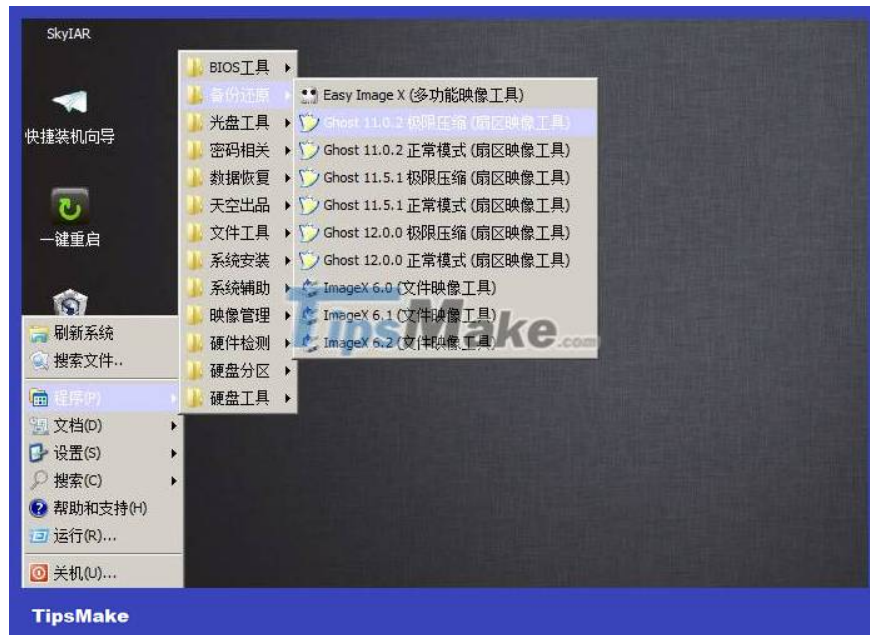 SkyIAR
快捷装机向导
一键重启
刷新系统
搜索文件..
程序(P)
文档(D)
设置(S)
搜索(C)
帮助和支持(H)
运行(R)...
关机(U)...
BIOS工具
备份还原
光盘工具
密码相关
数据恢复
天空出品
文件工具
系统安装
系统辅助
映像管理
硬件检测
硬盘分区
硬盘工具
Easy Image X (多功能映像工具)
Ghost 11.0.2 极限压缩 (扇区映像工具)
Ghost 11.0.2 正常模式 (扇区映像工具)
Ghost 11.5.1 极限压缩 (扇区映像工具)
Ghost 11.5.1 正常模式 (扇区映像工具)
Ghost 12.0.0 极限压缩 (扇区映像工具)
Ghost 12.0.0 正常模式 (扇区映像工具)
ImageX 6.0 (文件映像工具)
ImageX 6.1 (文件映像工具)
ImageX 6.2 (文件映像工具)
TipsMake.com
TipsMake